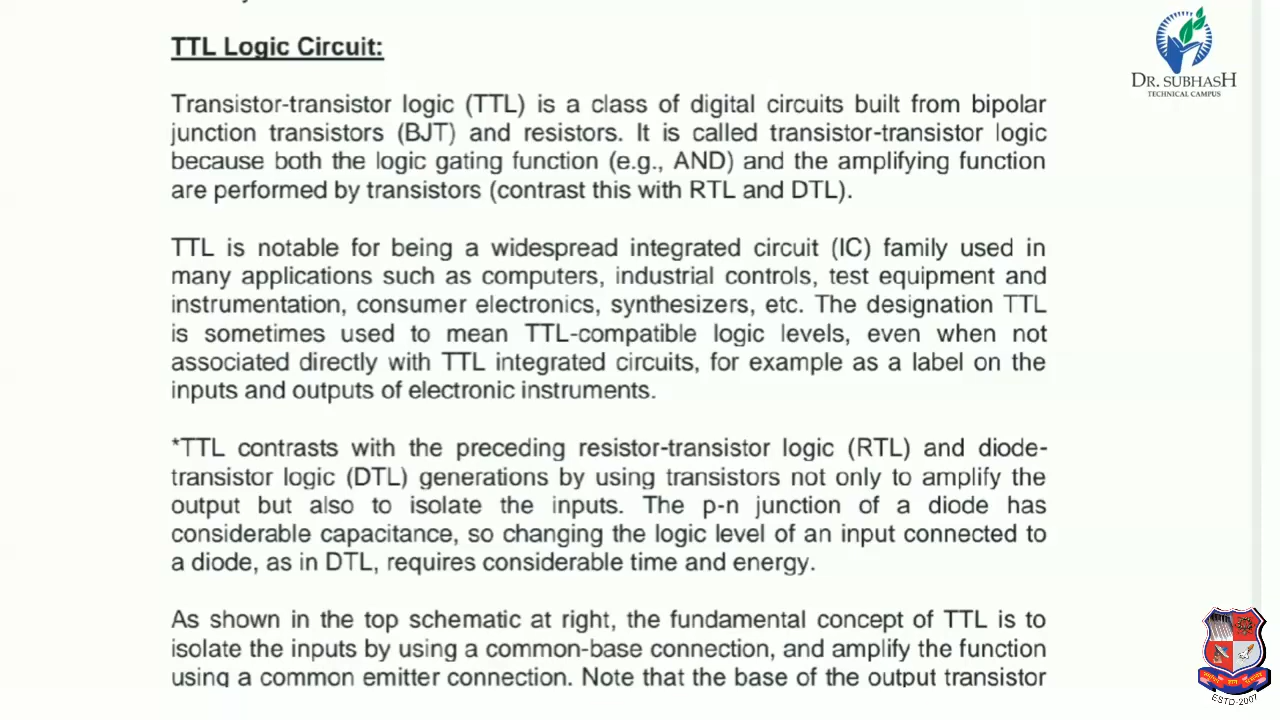 TTL Logic Circuit:
DR. SUBHASH
TECHNICAL CAMPUS
Transistor-transistor logic (TTL) is a class of digital circuits built from bipolar
junction transistors (BJT) and resistors. It is called transistor-transistor logic
because both the logic gating function (e.g., AND) and the amplifying function
are performed by transistors (contrast this with RTL and DTL).
TTL is notable for being a widespread integrated circuit (IC) family used in
many applications such as computers, industrial controls, test equipment and
instrumentation, consumer electronics, synthesizers, etc. The designation TTL
is sometimes used to mean TTL-compatible logic levels, even when not
associated directly with TTL integrated circuits, for example as a label on the
inputs and outputs of electronic instruments.
*TTL contrasts with the preceding resistor-transistor logic (RTL) and diode-
transistor logic (DTL) generations by using transistors not only to amplify the
output but also to isolate the inputs. The p-n junction of a diode has
considerable capacitance, so changing the logic level of an input connected to
a diode, as in DTL, requires considerable time and energy.
As shown in the top schematic at right, the fundamental concept of TTL is to
isolate the inputs by using a common-base connection, and amplify the function
using a common emitter connection. Note that the base of the output transistor
ESTD-2007